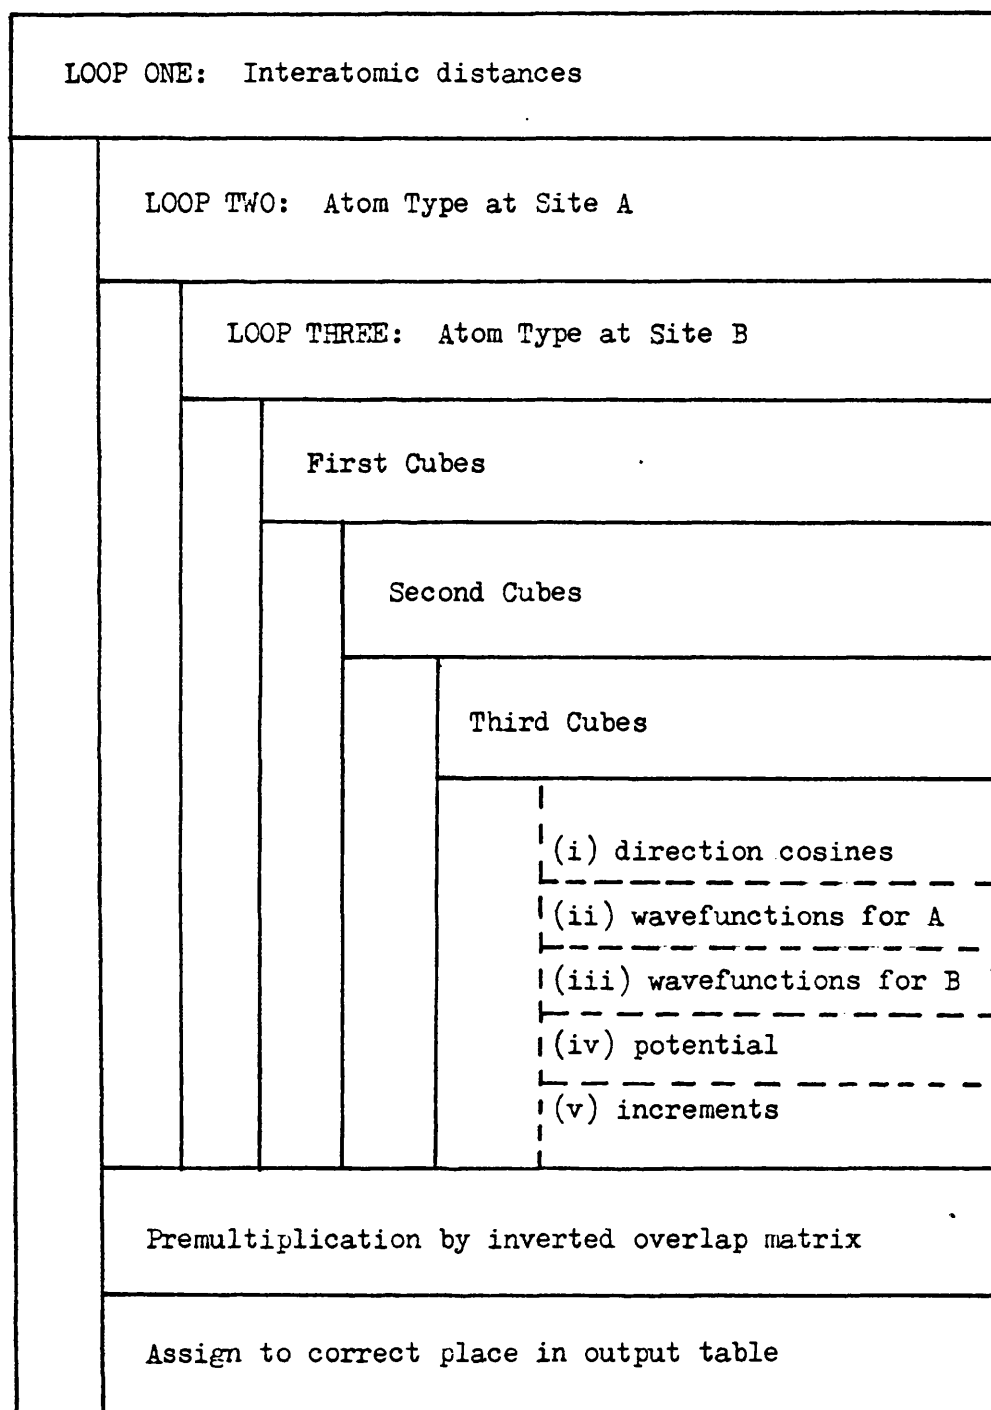 LOOP ONE: Interatomic distances
LOOP TWO: Atom Type at Site A
LOOP THREE: Atom Type at Site B
First Cubes
Second Cubes
Third Cubes
(i) direction cosines
(ii) wavefunctions for A
(iii) wavefunctions for B
(iv) potential
(v) increments
Premultiplication by inverted overlap matrix
Assign to correct place in output table